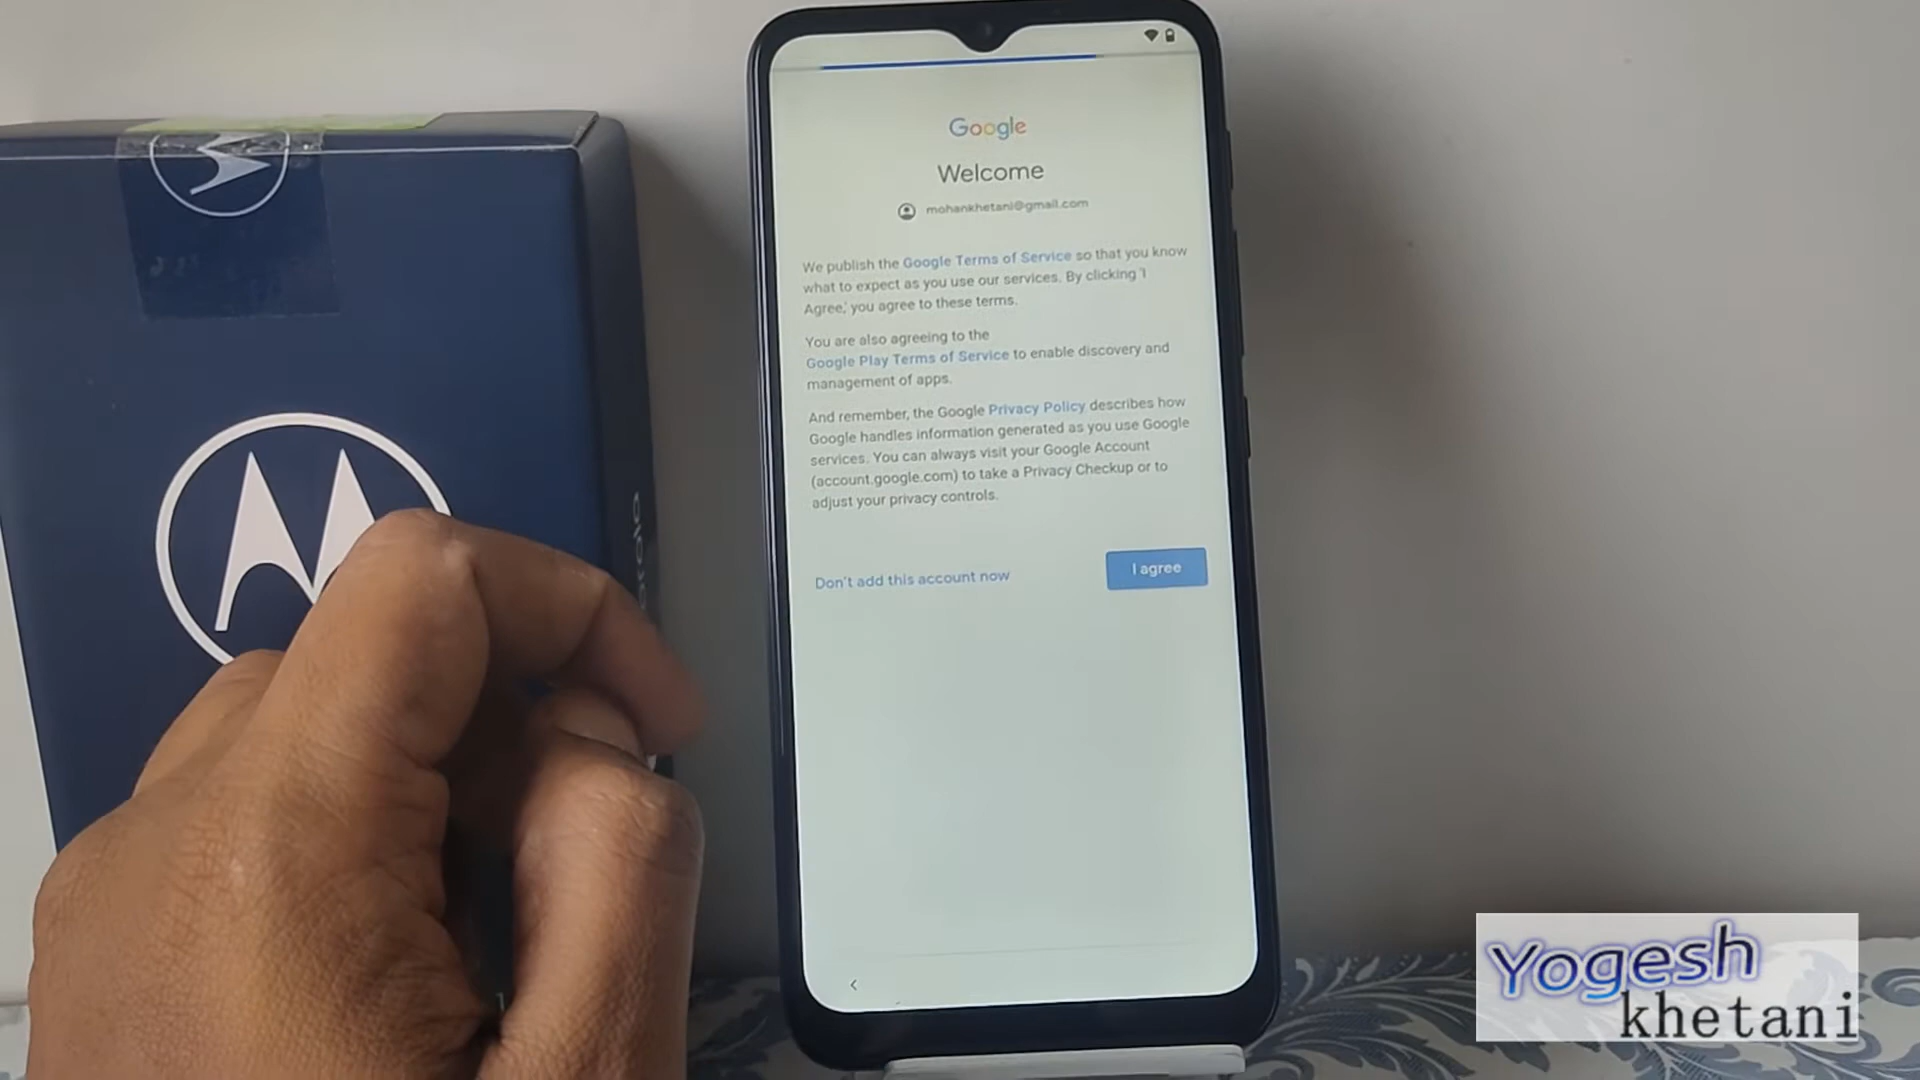 Google
Welcome
mohankhetani@gmail.com
We publish the Google Terms of Service so that you know
what to expect as you use our services. By clicking 'I
Agree,' you agree to these terms.
You are also agreeing to the
Google Play Terms of Service to enable discovery and
management of apps.
And remember, the Google Privacy Policy describes how
Google handles information generated as you use Google
services. You can always visit your Google Account
(account.google.com) to take a Privacy Checkup or to
adjust your privacy controls.
Don't add this account now
I agree
Yogesh
khetani